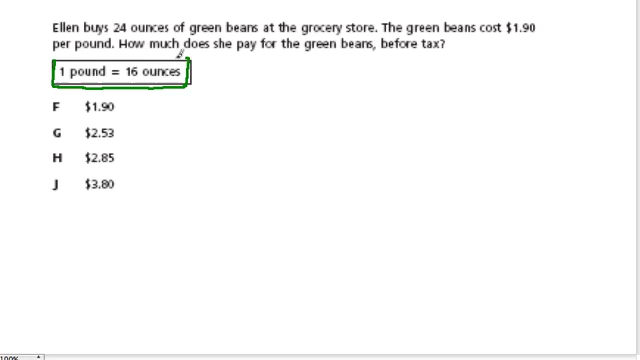 Ellen buys 24 ounces of green beans at the grocery store. The green beans cost $1.90
per pound. How much does she pay for the green beans, before tax?
1 pound = 16 ounces
F $1.90
G $2.53
H $2.85
J $3.80
100%